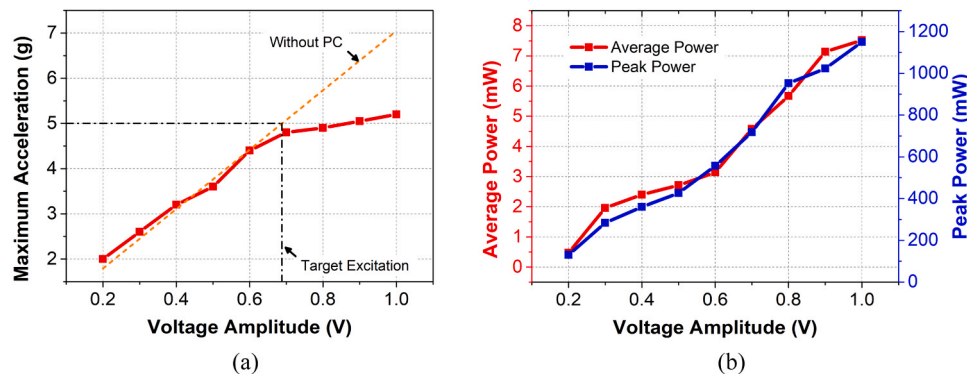 7
6
5
4
3
2
Maximum Acceleration (g)
Without PC
Target Excitation
0.2 0.4 0.6 0.8 1.0
Voltage Amplitude (V)
(a)
8
7
6
5
4
3
2
1
0
Average Power (mW)
Average Power
Peak Power
1200
1000
800
600
400
200
0
Peak Power (mW)
0.2 0.4 0.6 0.8 1.0
Voltage Amplitude (V)
(b)